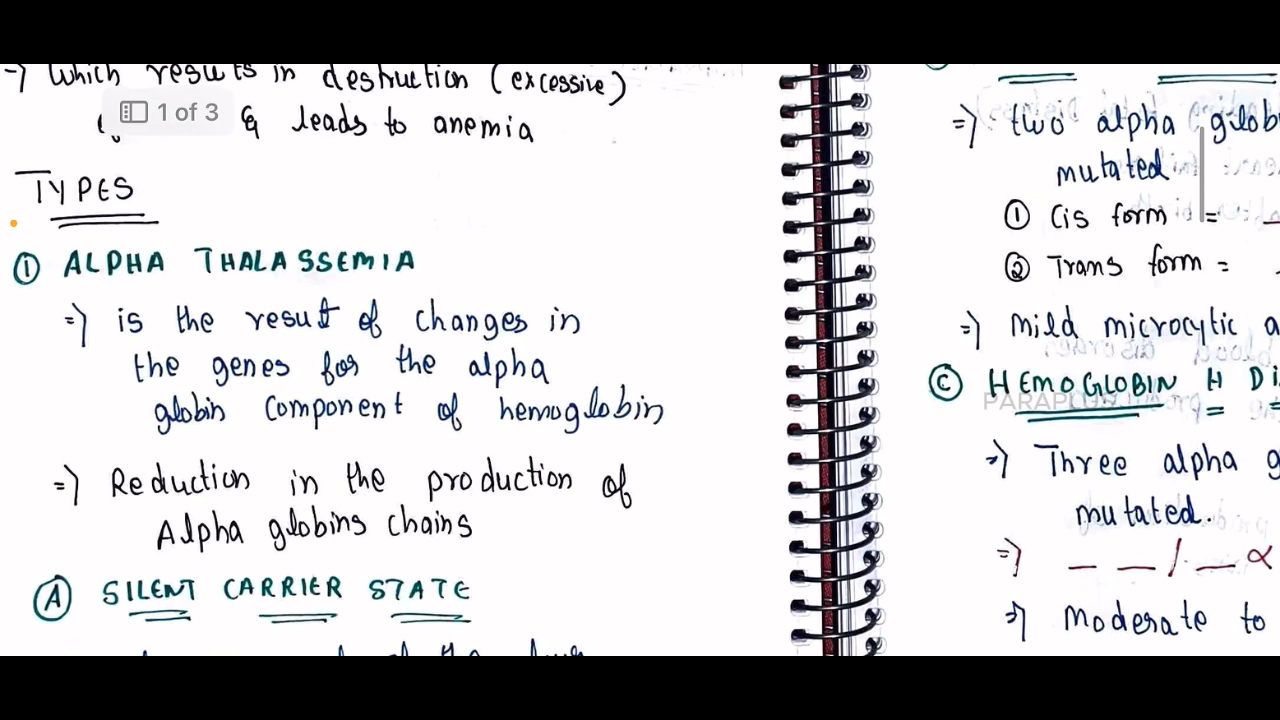 =) Which results in destruction (excessive)
1 of 3
& leads to anemia
TYPES
① ALPHA THALASSEMIA
=) is the result of changes in
the genes for the alpha
globin component of hemoglobin
=) Reduction in the production of
Alpha globins chains
Ⓐ SILENT CARRIER STATE
=) two alpha glob
mutated
① Cis form =
② Trans form =
=) Mild microcytic a
Ⓒ HEMOGLOBIN H Di
PARAPLUS
=) Three alpha g
mutated.
=) _ _ / _ α
=) Moderate to